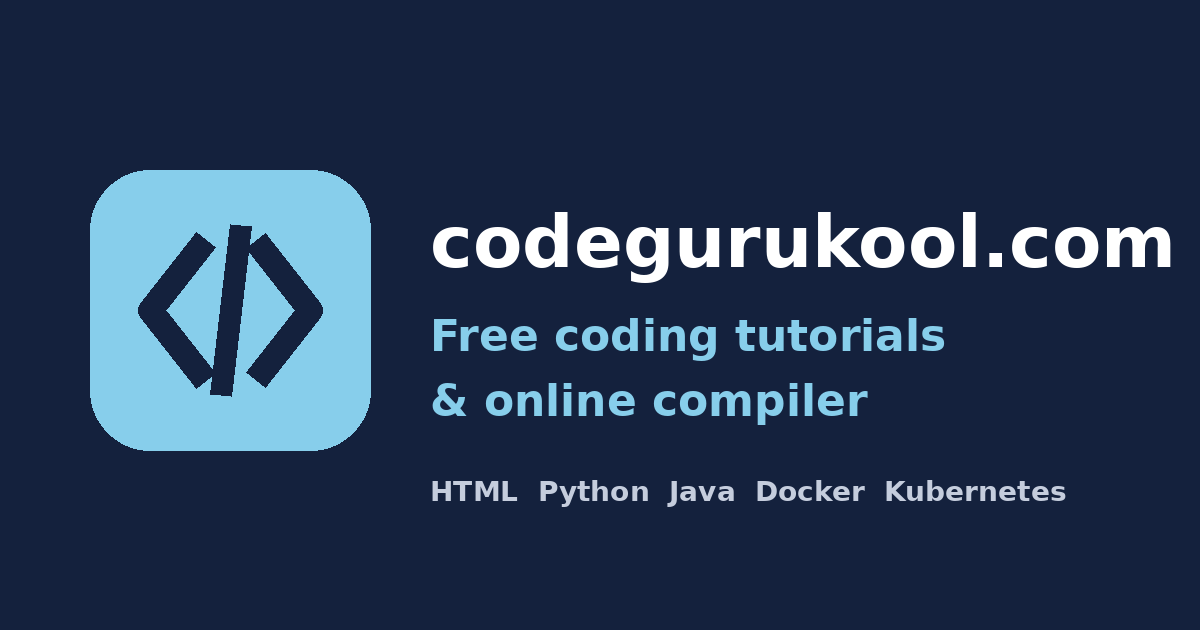 codegurukool.com
Free coding tutorials
& online compiler
HTML Python Java Docker Kubernetes